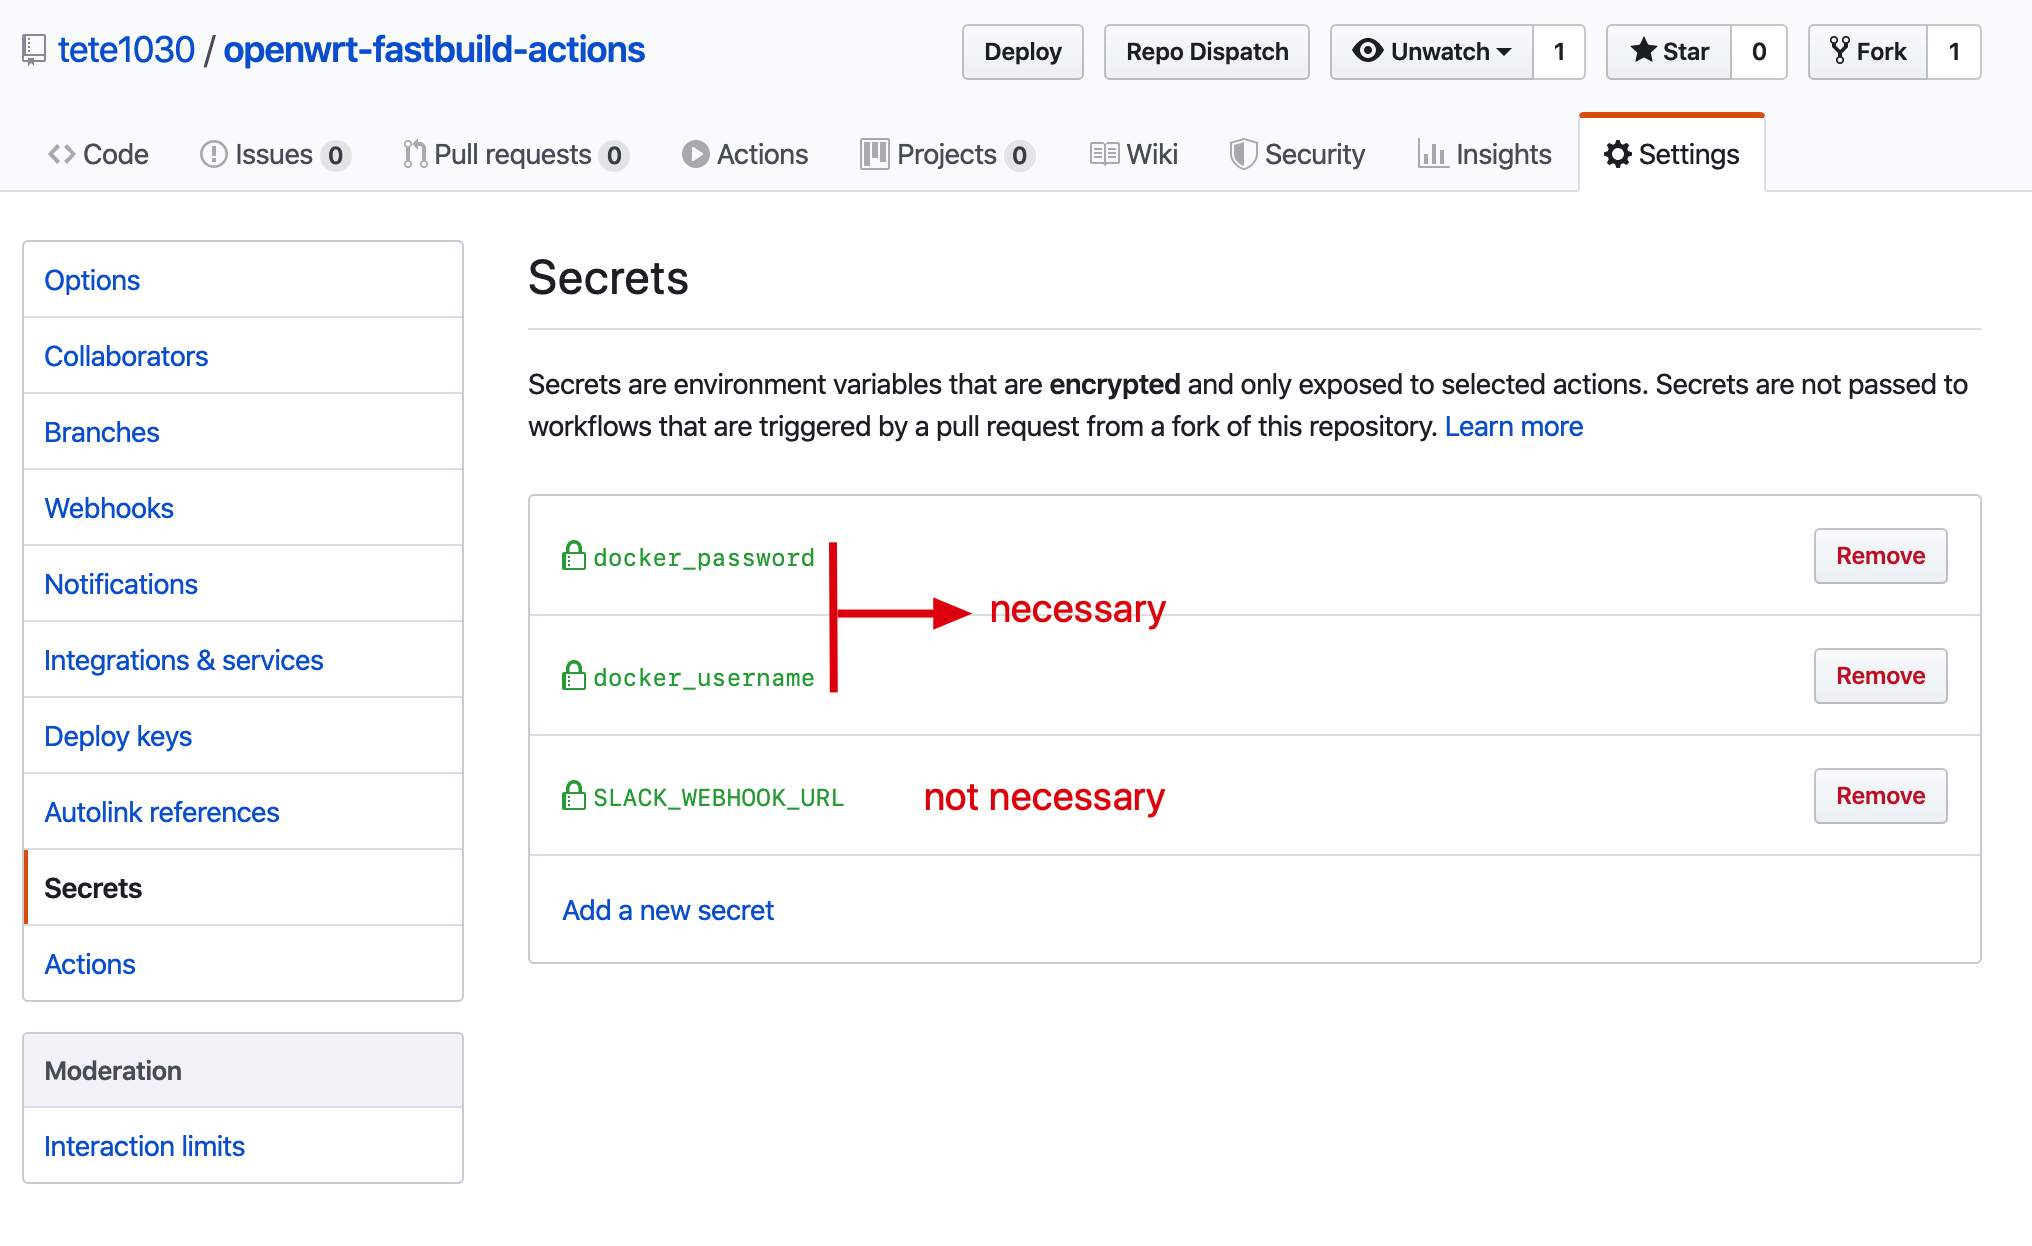 tete1030 / openwrt-fastbuild-actions
Deploy
Repo Dispatch
Unwatch 1
Star 0
Fork 1
Code
Issues 0
Pull requests 0
Actions
Projects 0
Wiki
Security
Insights
Settings
Options
Collaborators
Branches
Webhooks
Notifications
Integrations & services
Deploy keys
Autolink references
Secrets
Actions
Moderation
Interaction limits
Secrets
Secrets are environment variables that are encrypted and only exposed to selected actions. Secrets are not passed to
workflows that are triggered by a pull request from a fork of this repository. Learn more
docker_password
Remove
necessary
docker_username
Remove
SLACK_WEBHOOK_URL
not necessary
Remove
Add a new secret